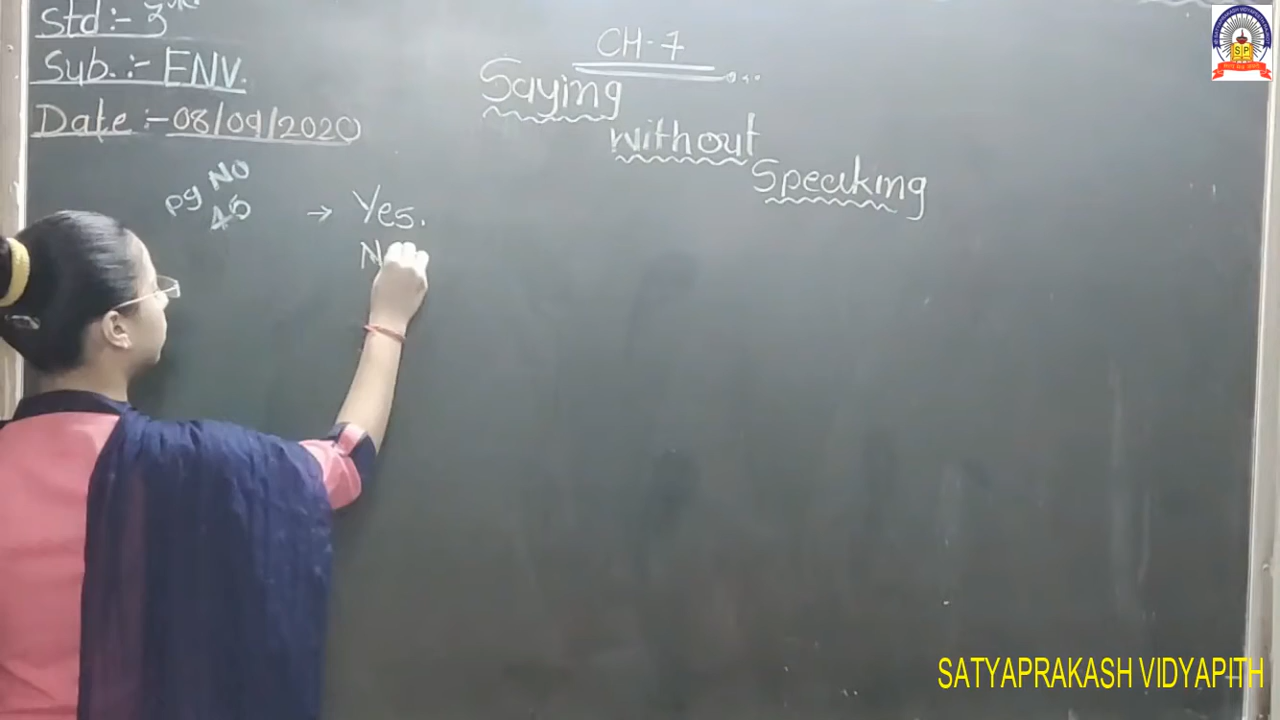 Std:- 3rd
Sub.:- ENV.
Date:- 08/09/2020
CH-7
Saying
without
Speaking
pg No
45
→ Yes.
N
SP
SATYAPRAKASH VIDYAPITH